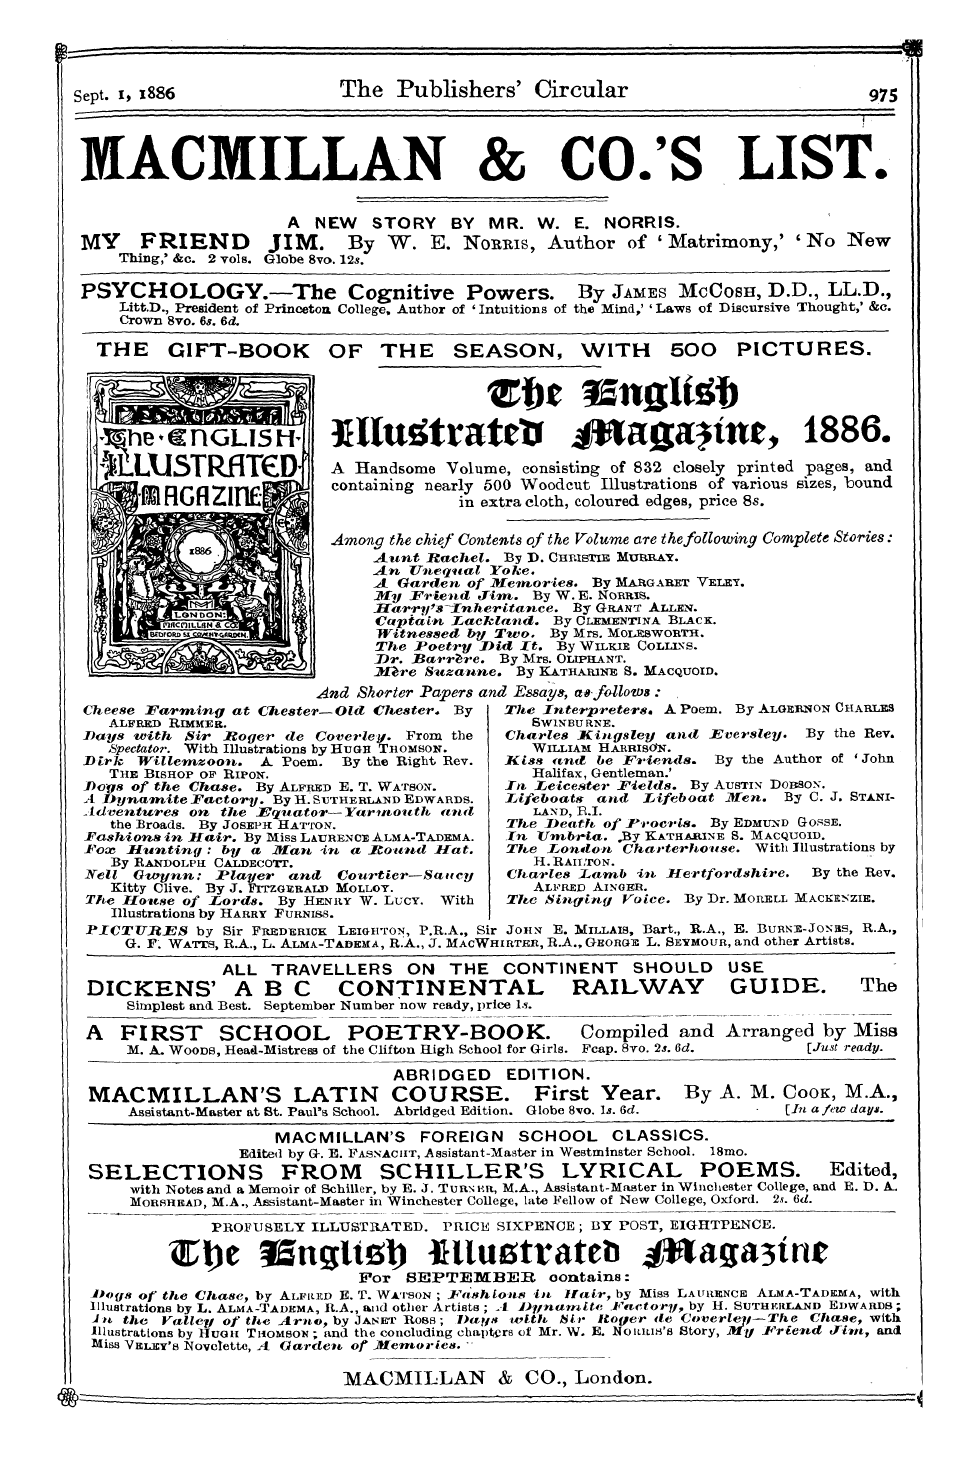 Sept. 1, 1886 The Publishers' Circular 975
MACMILLAN & CO.'S LIST.
A NEW STORY BY MR. W. E. NORRIS.
MY FRIEND JIM. By W. E. NORRIS, Author of 'Matrimony,' 'No New
Thing,' &c. 2 vols. Globe 8vo. 12s.
PSYCHOLOGY.—The Cognitive Powers. By JAMES MCCOSH, D.D., LL.D.,
Litt.D., President of Princeton College, Author of 'Intuitions of the Mind,' 'Laws of Discursive Thought,' &c.
Crown 8vo. 6s. 6d.
THE GIFT-BOOK OF THE SEASON, WITH 500 PICTURES.
The ENGLISH
ILLUSTRATED
MAGAZINE
1886
LONDON:
MACMILLAN & CO
BEDFORD ST. COVENT GARDEN.
The English
Illustrated Magazine, 1886.
A Handsome Volume, consisting of 832 closely printed pages, and
containing nearly 500 Woodcut Illustrations of various sizes, bound
in extra cloth, coloured edges, price 8s.
Among the chief Contents of the Volume are the following Complete Stories:
Aunt Rachel. By D. CHRISTIE MURRAY.
An Unequal Yoke.
A Garden of Memories. By MARGARET VELEY.
My Friend Jim. By W. E. NORRIS.
Harry's Inheritance. By GRANT ALLEN.
Captain Lackland. By CLEMENTINA BLACK.
Witnessed by Two. By Mrs. MOLESWORTH.
The Poetry Did It. By WILKIE COLLINS.
Dr. Barrère. By Mrs. OLIPHANT.
Mère Suzanne. By KATHARINE S. MACQUOID.
And Shorter Papers and Essays, as follows:
Cheese Farming at Chester—Old Chester. By
ALFRED RIMMER.
Days with Sir Roger de Coverley. From the
Spectator. With Illustrations by HUGH THOMSON.
Dirk Willemzoon. A Poem. By the Right Rev.
THE BISHOP OF RIPON.
Dogs of the Chase. By ALFRED E. T. WATSON.
A Dynamite Factory. By H. SUTHERLAND EDWARDS.
Adventures on the Equator—Yarmouth and
the Broads. By JOSEPH HATTON.
Fashions in Hair. By Miss LAURENCE ALMA-TADEMA.
Fox Hunting: by a Man in a Round Hat.
By RANDOLPH CALDECOTT.
Nell Gwynn: Player and Courtier—Saucy
Kitty Clive. By J. FITZGERALD MOLLOY.
The House of Lords. By HENRY W. LUCY. With
Illustrations by HARRY FURNISS.
The Interpreters. A Poem. By ALGERNON CHARLES
SWINBURNE.
Charles Kingsley and Eversley. By the Rev.
WILLIAM HARRISON.
Kiss and be Friends. By the Author of 'John
Halifax, Gentleman.'
In Leicester Fields. By AUSTIN DOBSON.
Lifeboats and Lifeboat Men. By C. J. STANI-
LAND, R.I.
The Death of Procris. By EDMUND GOSSE.
In Umbria. By KATHARINE S. MACQUOID.
The London Charterhouse. With Illustrations by
H. RAILTON.
Charles Lamb in Hertfordshire. By the Rev.
ALFRED AINGER.
The Singing Voice. By Dr. MORELL MACKENZIE.
PICTURES by Sir FREDERICK LEIGHTON, P.R.A., Sir JOHN E. MILLAIS, Bart., R.A., E. BURNE-JONES, R.A.,
G. F. WATTS, R.A., L. ALMA-TADEMA, R.A., J. MACWHIRTER, R.A., GEORGE L. SEYMOUR, and other Artists.
ALL TRAVELLERS ON THE CONTINENT SHOULD USE
DICKENS' A B C CONTINENTAL RAILWAY GUIDE. The
Simplest and Best. September Number now ready, price 1s.
A FIRST SCHOOL POETRY-BOOK. Compiled and Arranged by Miss
M. A. WOODS, Head-Mistress of the Clifton High School for Girls. Fcap. 8vo. 2s. 6d. [Just ready.
ABRIDGED EDITION.
MACMILLAN'S LATIN COURSE. First Year. By A. M. COOK, M.A.,
Assistant-Master at St. Paul's School. Abridged Edition. Globe 8vo. 1s. 6d. [In a few days.
MACMILLAN'S FOREIGN SCHOOL CLASSICS.
Edited by G. E. FASNACHT, Assistant-Master in Westminster School. 18mo.
SELECTIONS FROM SCHILLER'S LYRICAL POEMS. Edited,
with Notes and a Memoir of Schiller, by E. J. TURNER, M.A., Assistant-Master in Winchester College, and E. D. A.
MORSHEAD, M.A., Assistant-Master in Winchester College, late Fellow of New College, Oxford. 2s. 6d.
PROFUSELY ILLUSTRATED. PRICE SIXPENCE; BY POST, EIGHTPENCE.
The English Illustrated Magazine
For SEPTEMBER contains:
Dogs of the Chase, by ALFRED E. T. WATSON; Fashions in Hair, by Miss LAURENCE ALMA-TADEMA, with
Illustrations by L. ALMA-TADEMA, R.A., and other Artists; A Dynamite Factory, by H. SUTHERLAND EDWARDS;
In the Valley of the Arno, by JANET ROSS; Days with Sir Roger de Coverley—The Chase, with
Illustrations by HUGH THOMSON; and the concluding chapters of Mr. W. E. NORRIS'S Story, My Friend Jim, and
Miss VELEY'S Novelette, A Garden of Memories.
MACMILLAN & CO., London.